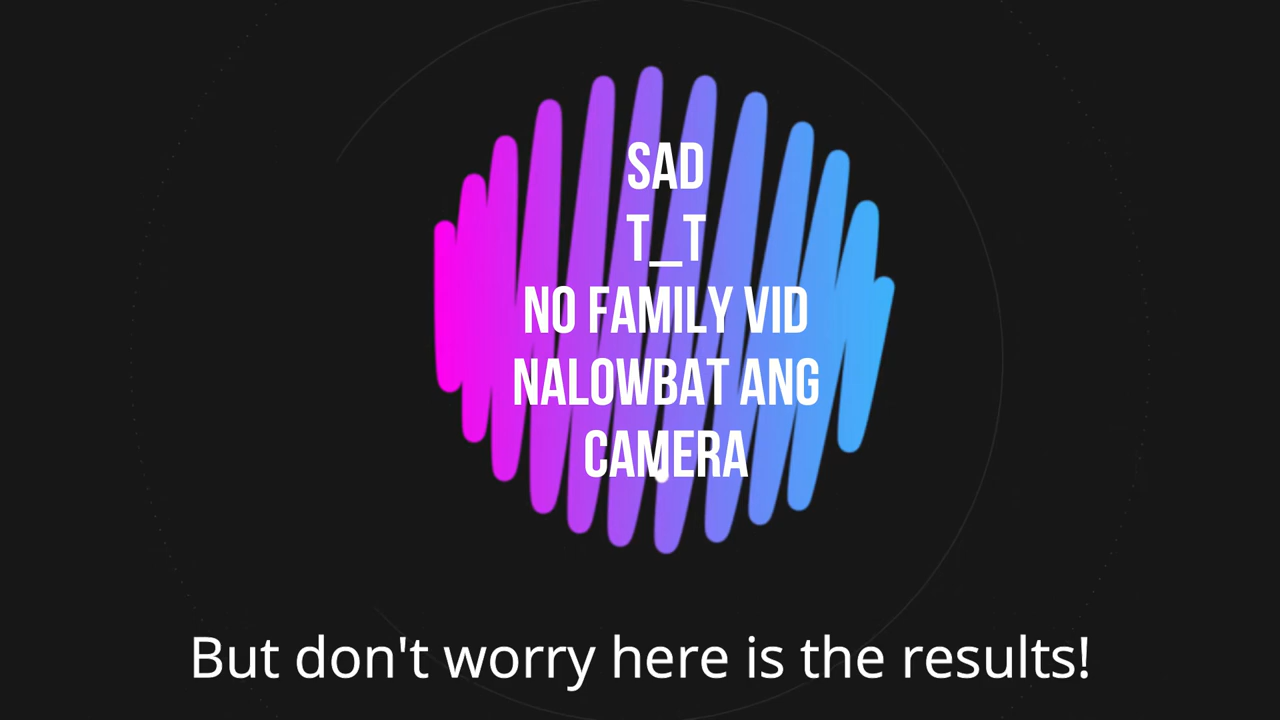 SAD
T_T
NO FAMILY VID
NALOWBAT ANG
CAMERA
But don't worry here is the results!